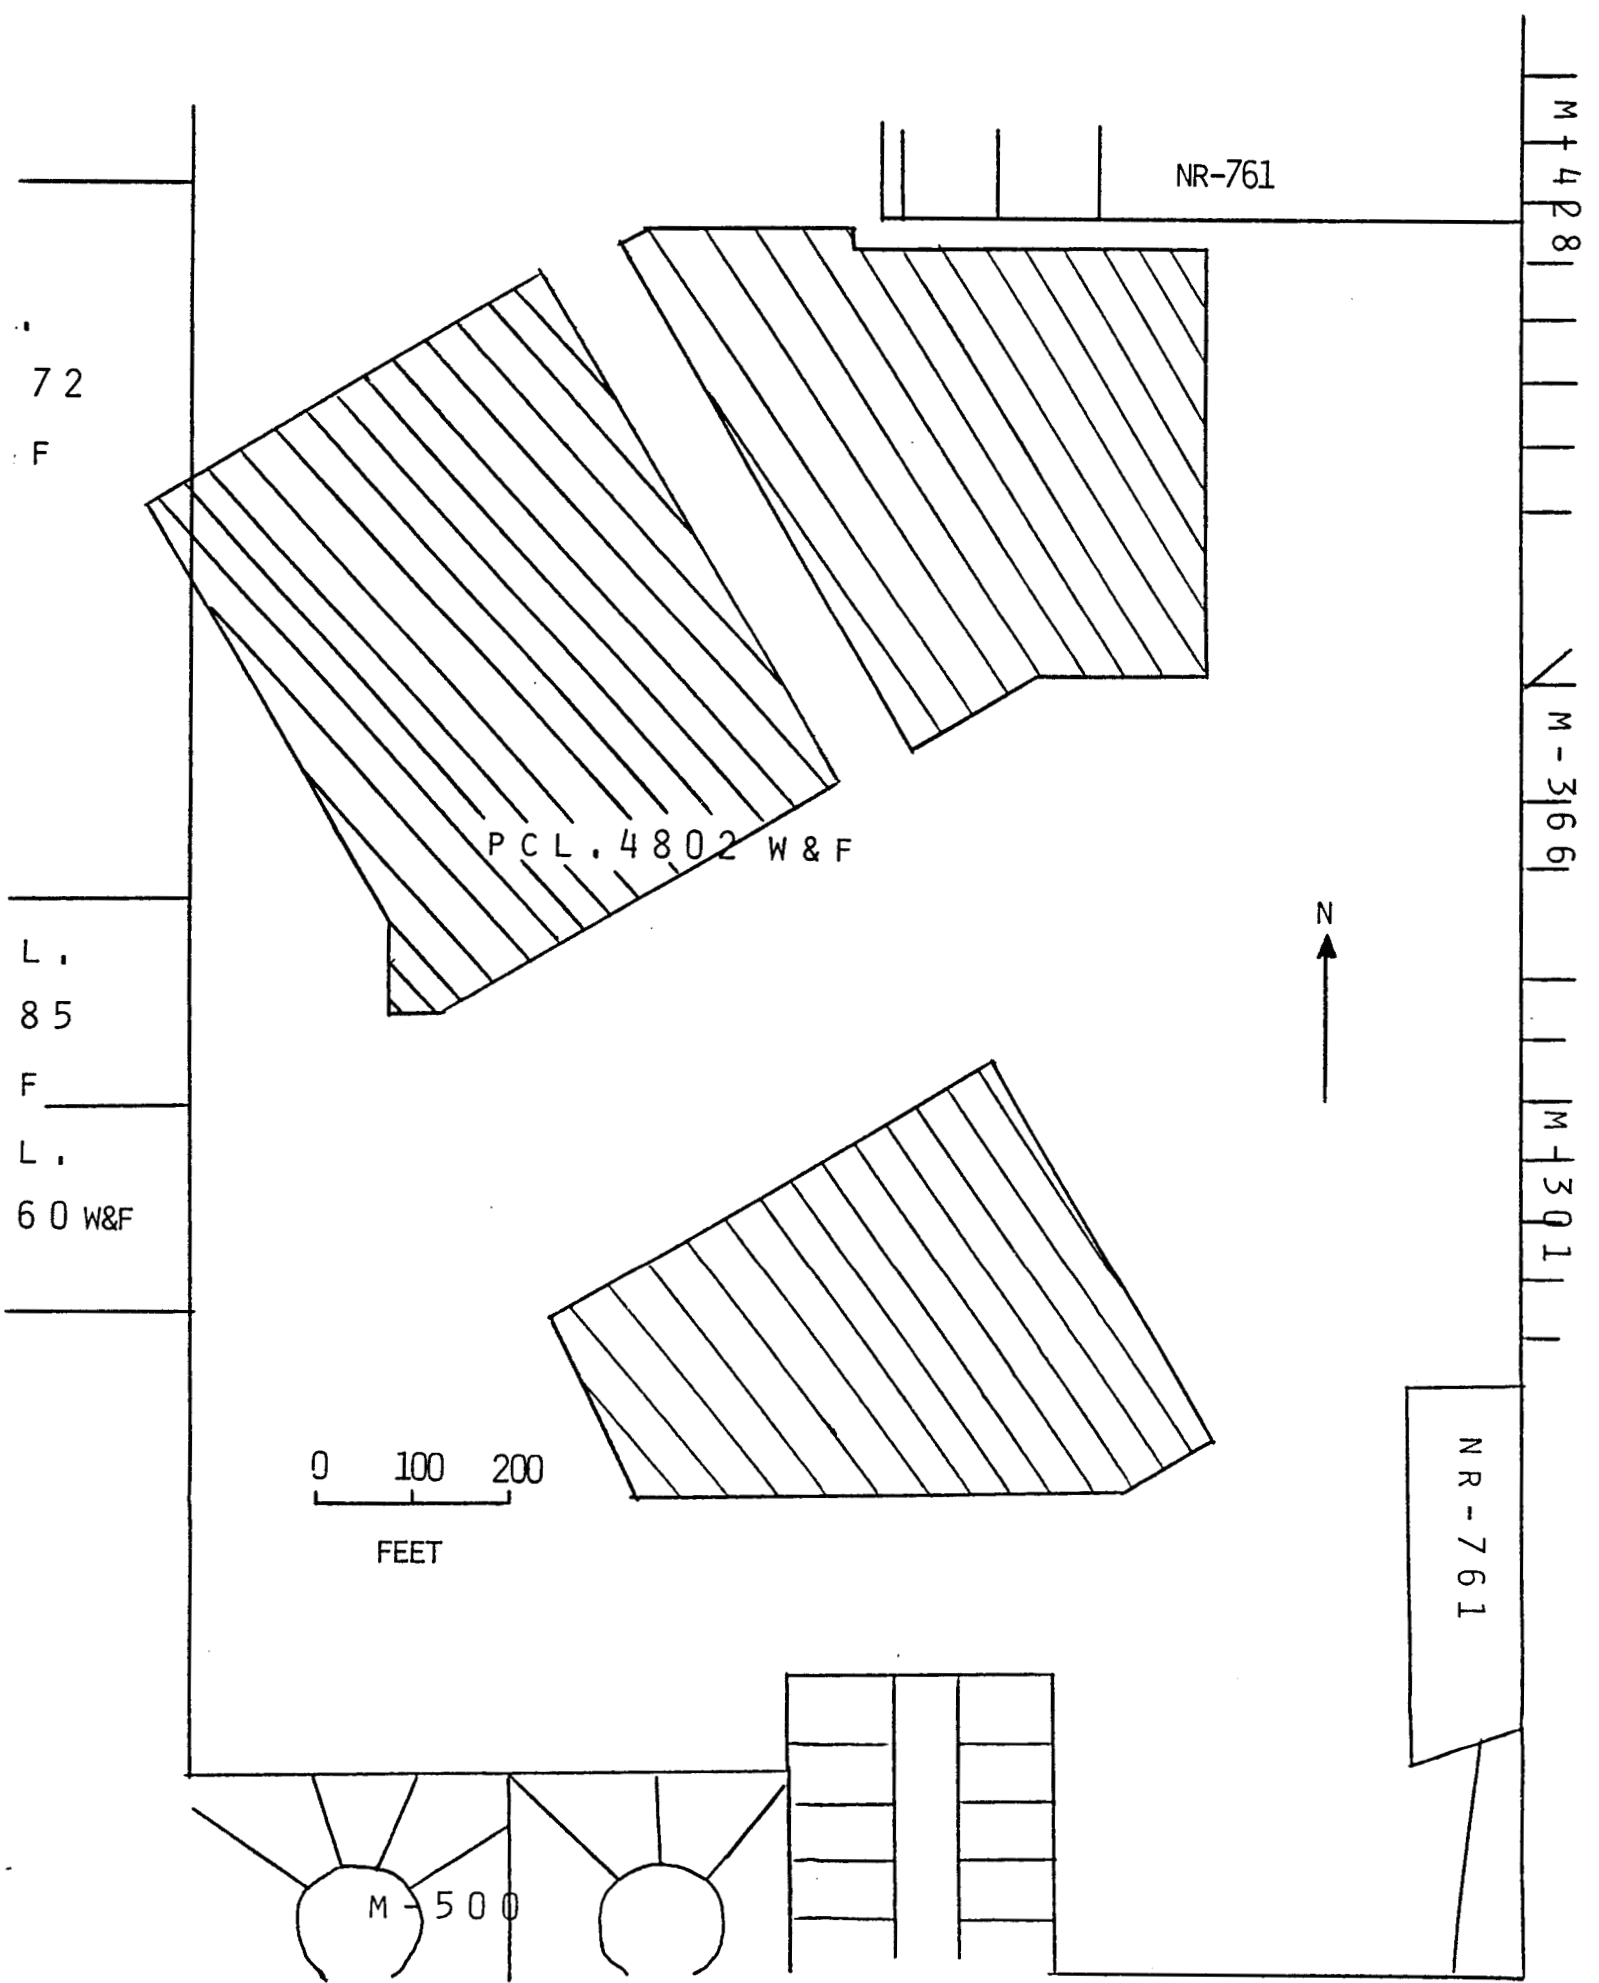 M-428
NR-761
72
F
M-366
PCL.4802 W&F
N
L.
85
F
L.
60 W&F
M-301
0 100 200
FEET
NR-761
M-500